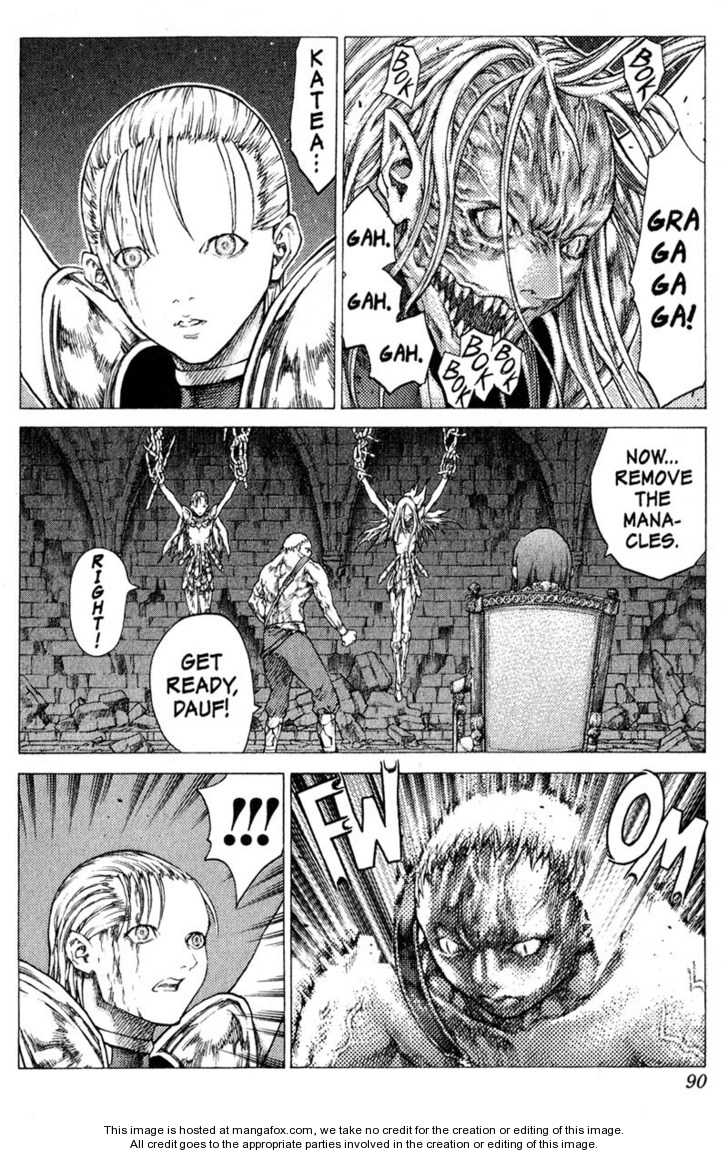 BOK
BOK
GRA
GA
GA
GA!
GAH.
GAH.
GAH.
BOK
BOK
BOK
BOK
KATEA...
NOW...
REMOVE
THE
MANA-
CLES.
GET
READY,
DAUF!
RIGHT!
FWOM
!!!
90
This image is hosted at mangafox.com, we take no credit for the creation or editing of this image.
All credit goes to the appropriate parties involved in the creation or editing of this image.